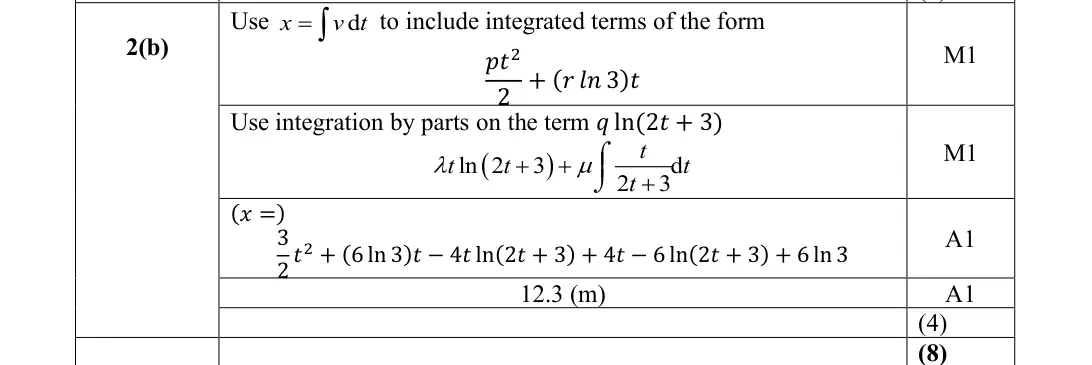 2(b)
Use x = ∫ v dt to include integrated terms of the form
pt²/2 + (r ln 3)t
M1
Use integration by parts on the term q ln(2t + 3)
λt ln(2t + 3) + μ∫ t/(2t + 3) dt
M1
(x =)
3/2 t² + (6 ln 3)t − 4t ln(2t + 3) + 4t − 6 ln(2t + 3) + 6 ln 3
A1
12.3 (m)
A1
(4)
(8)